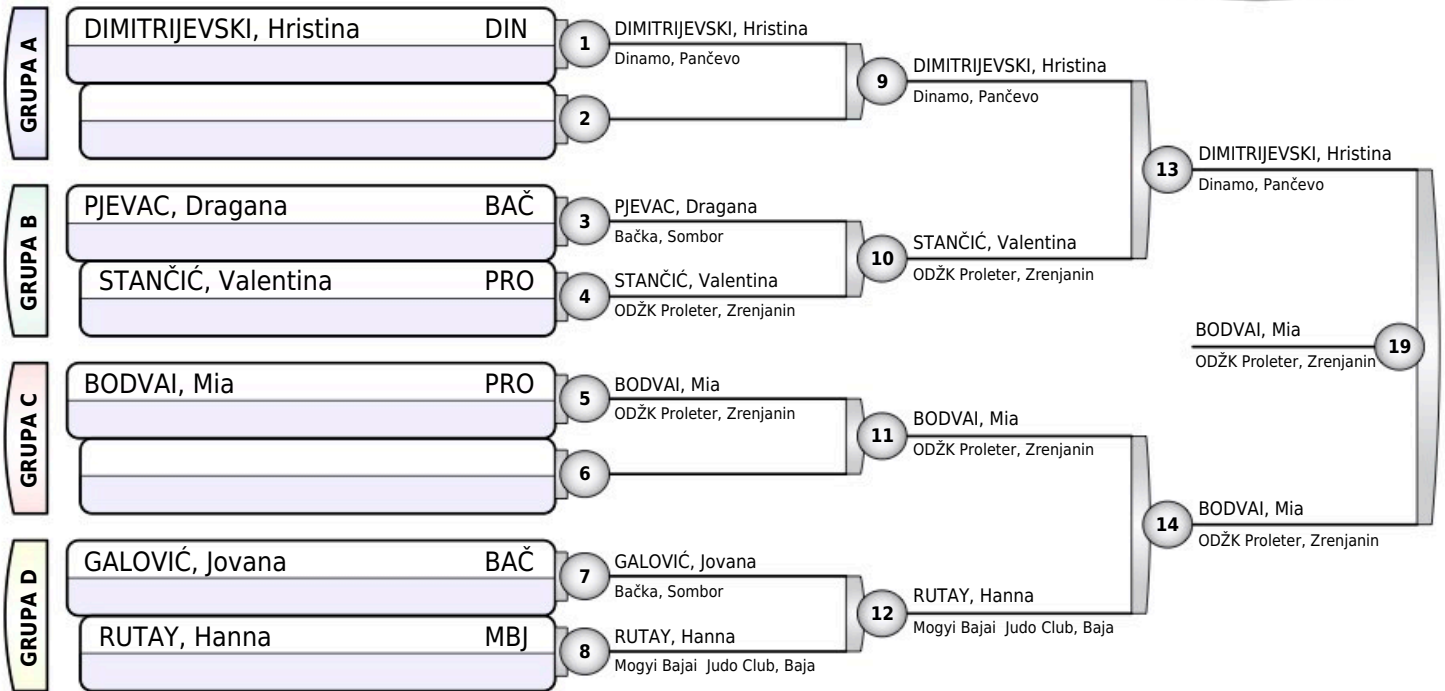 GRUPA A
DIMITRIJEVSKI, Hristina DIN
1
DIMITRIJEVSKI, Hristina
Dinamo, Pančevo
2
9
DIMITRIJEVSKI, Hristina
Dinamo, Pančevo
GRUPA B
PJEVAC, Dragana BAČ
3
PJEVAC, Dragana
Bačka, Sombor
STANČIĆ, Valentina PRO
4
STANČIĆ, Valentina
ODŽK Proleter, Zrenjanin
10
STANČIĆ, Valentina
ODŽK Proleter, Zrenjanin
13
DIMITRIJEVSKI, Hristina
Dinamo, Pančevo
GRUPA C
BODVAI, Mia PRO
5
BODVAI, Mia
ODŽK Proleter, Zrenjanin
6
11
BODVAI, Mia
ODŽK Proleter, Zrenjanin
GRUPA D
GALOVIĆ, Jovana BAČ
7
GALOVIĆ, Jovana
Bačka, Sombor
RUTAY, Hanna MBJ
8
RUTAY, Hanna
Mogyi Bajai Judo Club, Baja
12
RUTAY, Hanna
Mogyi Bajai Judo Club, Baja
14
BODVAI, Mia
ODŽK Proleter, Zrenjanin
BODVAI, Mia
ODŽK Proleter, Zrenjanin
19